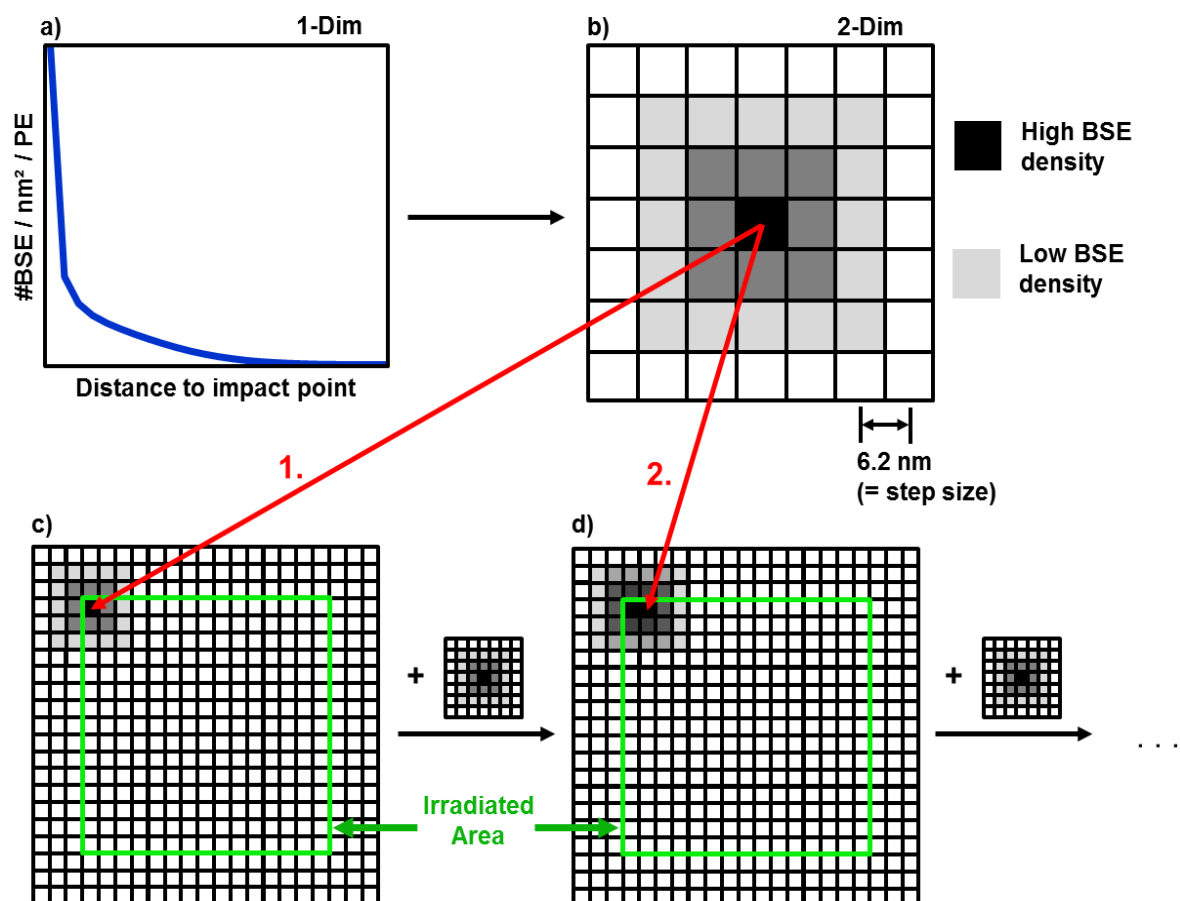 a)
1-Dim
#BSE / nm² / PE
Distance to impact point
b)
2-Dim
High BSE
density
Low BSE
density
6.2 nm
(= step size)
1.
2.
c)
d)
+
+
. . .
Irradiated
Area